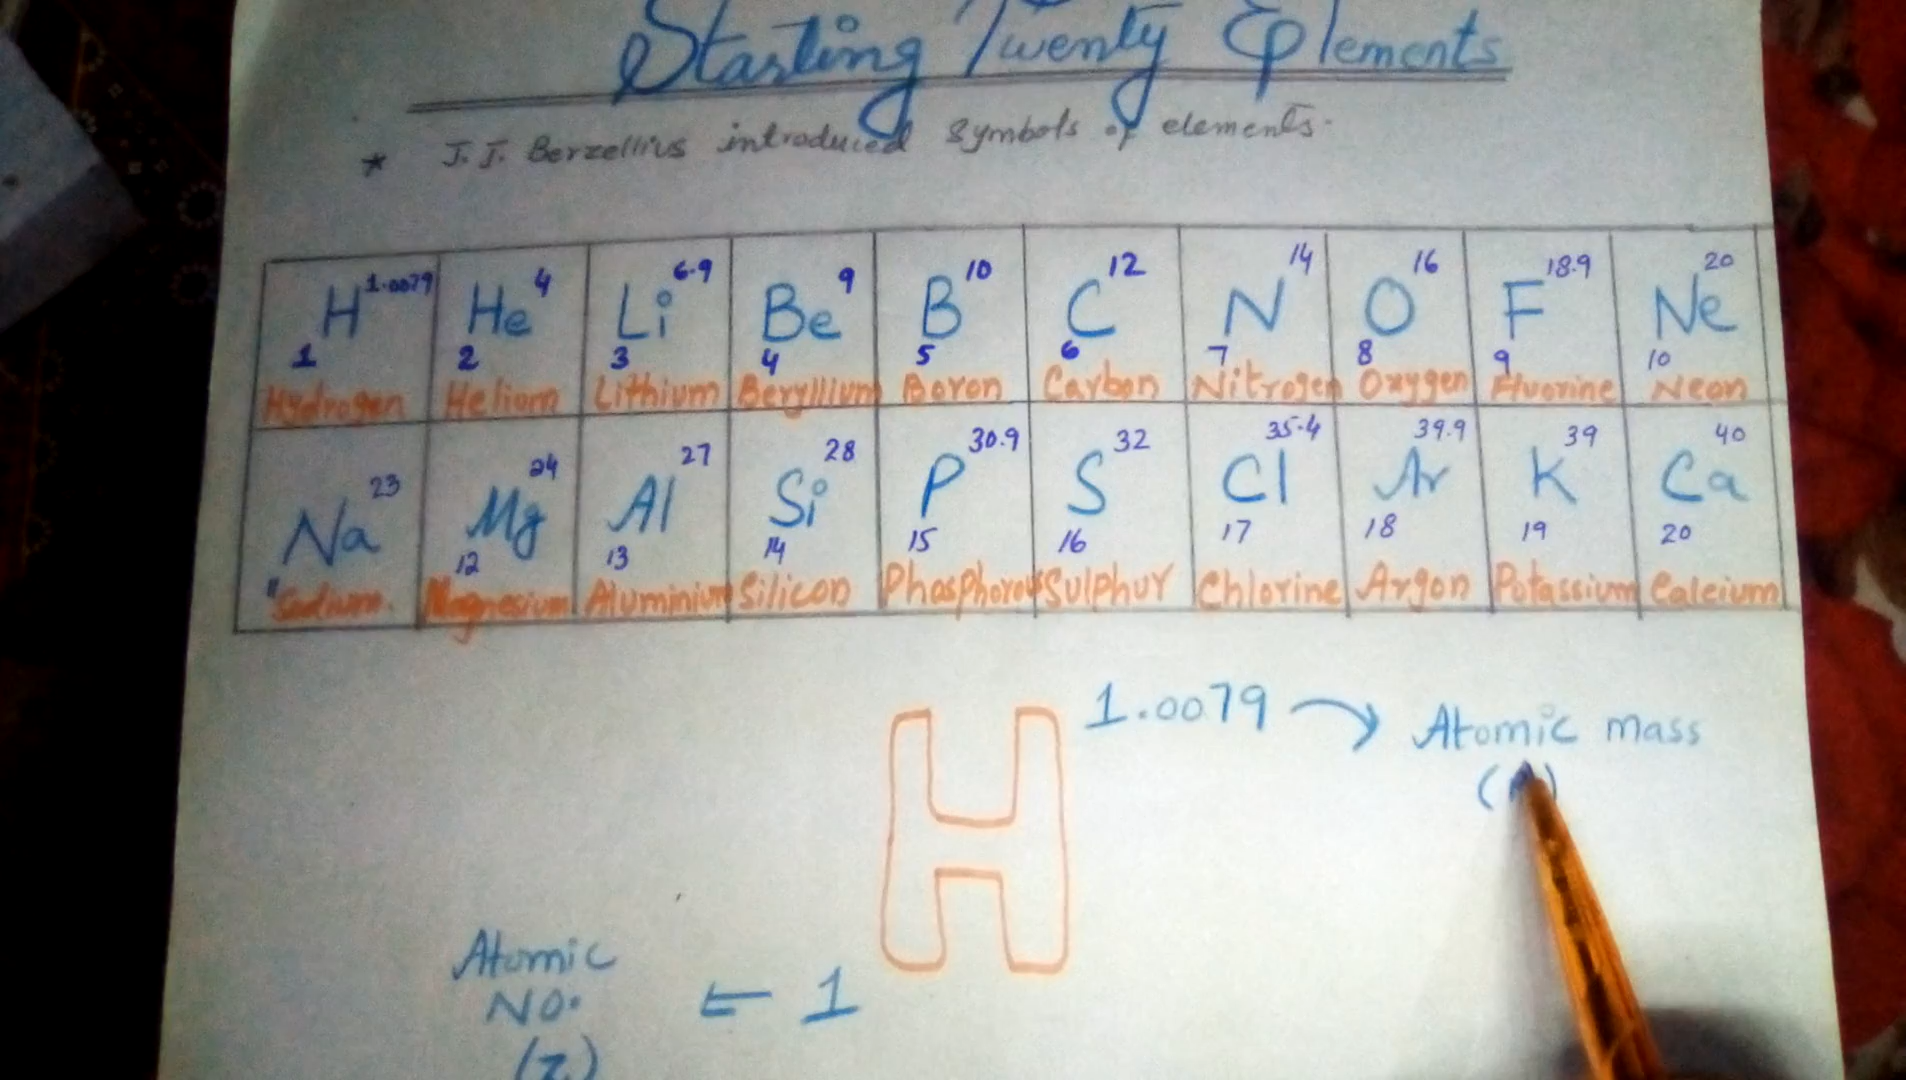 Starting Twenty Elements
* J. J. Berzellius introduced symbols of elements.
H 1.0079 He 4 Li 6.9 Be 9 B 10 C 12 N 14 O 16 F 18.9 Ne 20
1 2 3 4 5 6 7 8 9 10
Hydrogen Helium Lithium Beryllium Boron Carbon Nitrogen Oxygen Fluorine Neon
Na 23 Mg 24 Al 27 Si 28 P 30.9 S 32 Cl 35.4 Ar 39.9 K 39 Ca 40
11 12 13 14 15 16 17 18 19 20
Sodium. Magnesium Aluminium Silicon Phosphorous Sulphur Chlorine Argon Potassium Calcium
H 1.0079 → Atomic mass
Atomic
No. ← 1
(Z)